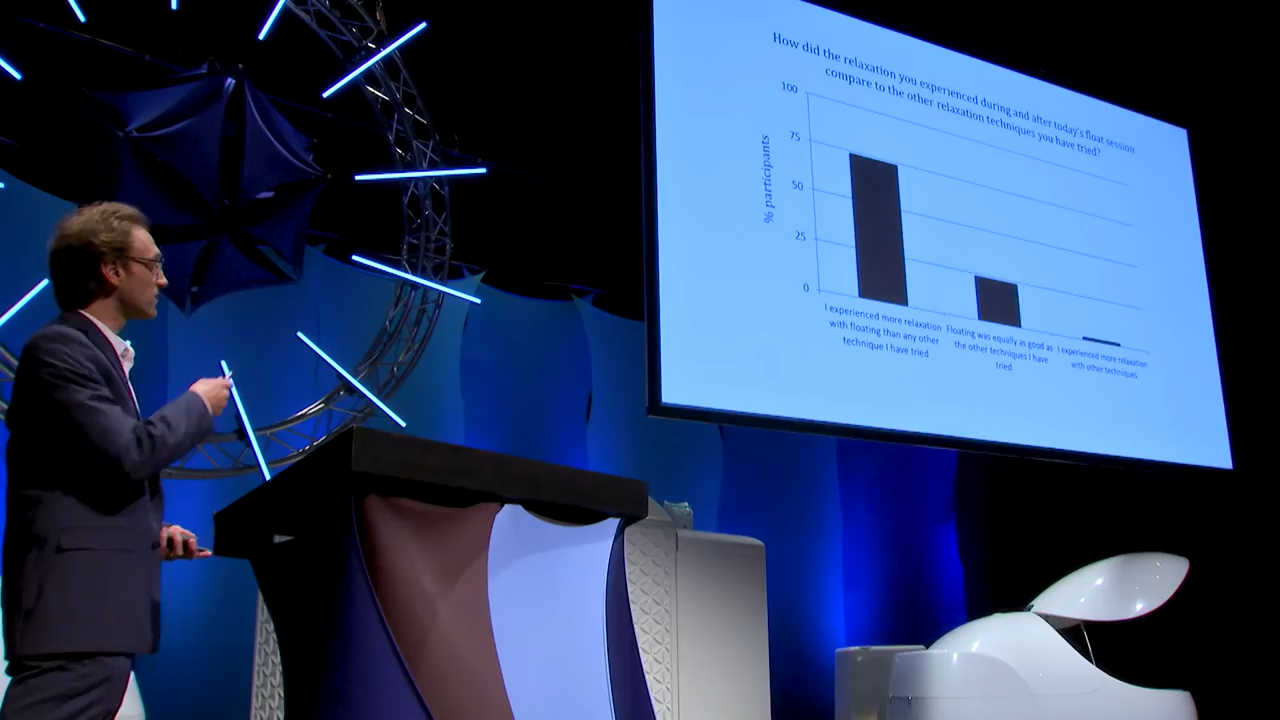 How did the relaxation you experienced during and after today's float session
compare to the other relaxation techniques you have tried?
100
75
50
25
0
% participants
I experienced more relaxation
with floating than any other
technique I have tried
Floating was equally as good as
the other techniques I have
tried
I experienced more relaxation
with other techniques